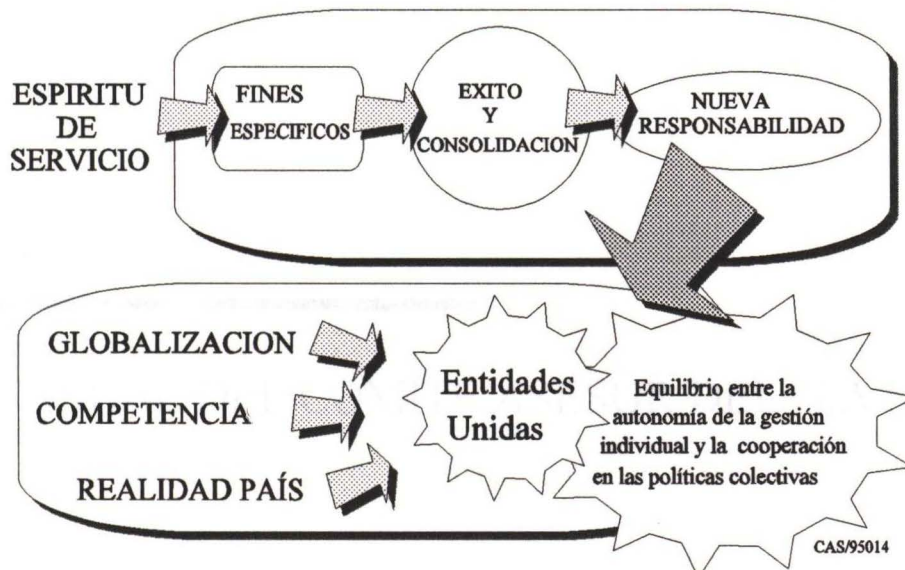 ESPIRITU
DE
SERVICIO
FINES
ESPECIFICOS
EXITO
Y
CONSOLIDACION
NUEVA
RESPONSABILIDAD
GLOBALIZACION
COMPETENCIA
REALIDAD PAÍS
Entidades
Unidas
Equilibrio entre la
autonomía de la gestión
individual y la cooperación
en las políticas colectivas
CAS/95014